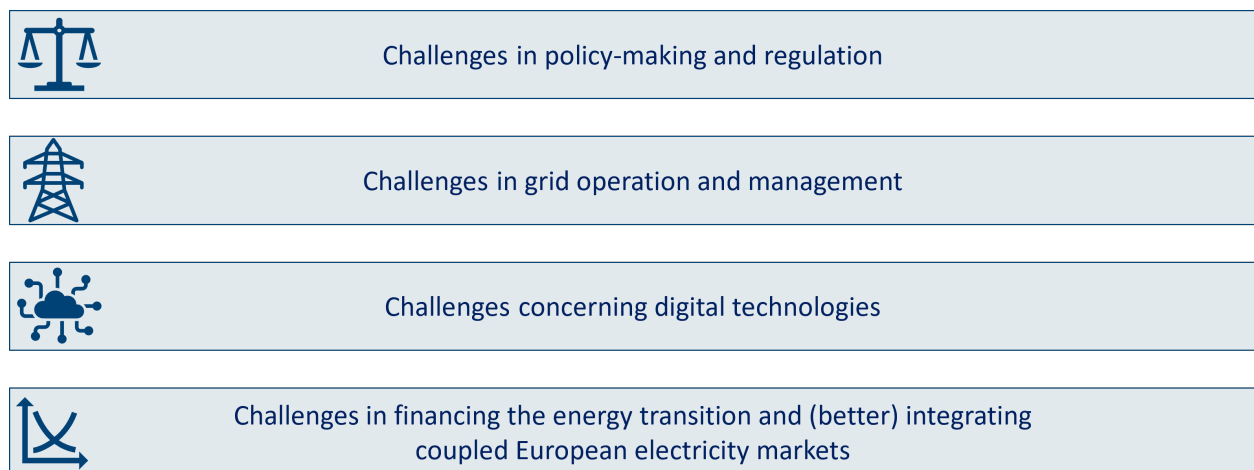 Challenges in policy-making and regulation
Challenges in grid operation and management
Challenges concerning digital technologies
Challenges in financing the energy transition and (better) integrating
coupled European electricity markets